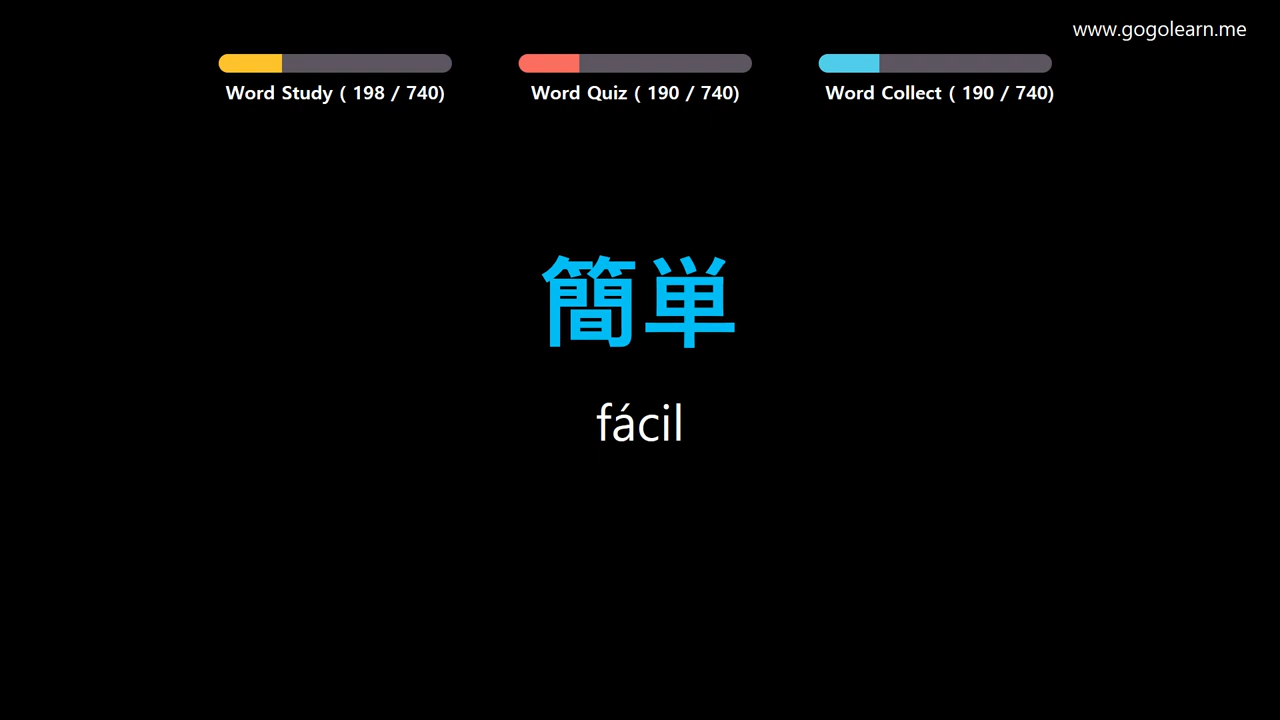 www.gogolearn.me
Word Study ( 198 / 740)
Word Quiz ( 190 / 740)
Word Collect ( 190 / 740)
簡単
fácil